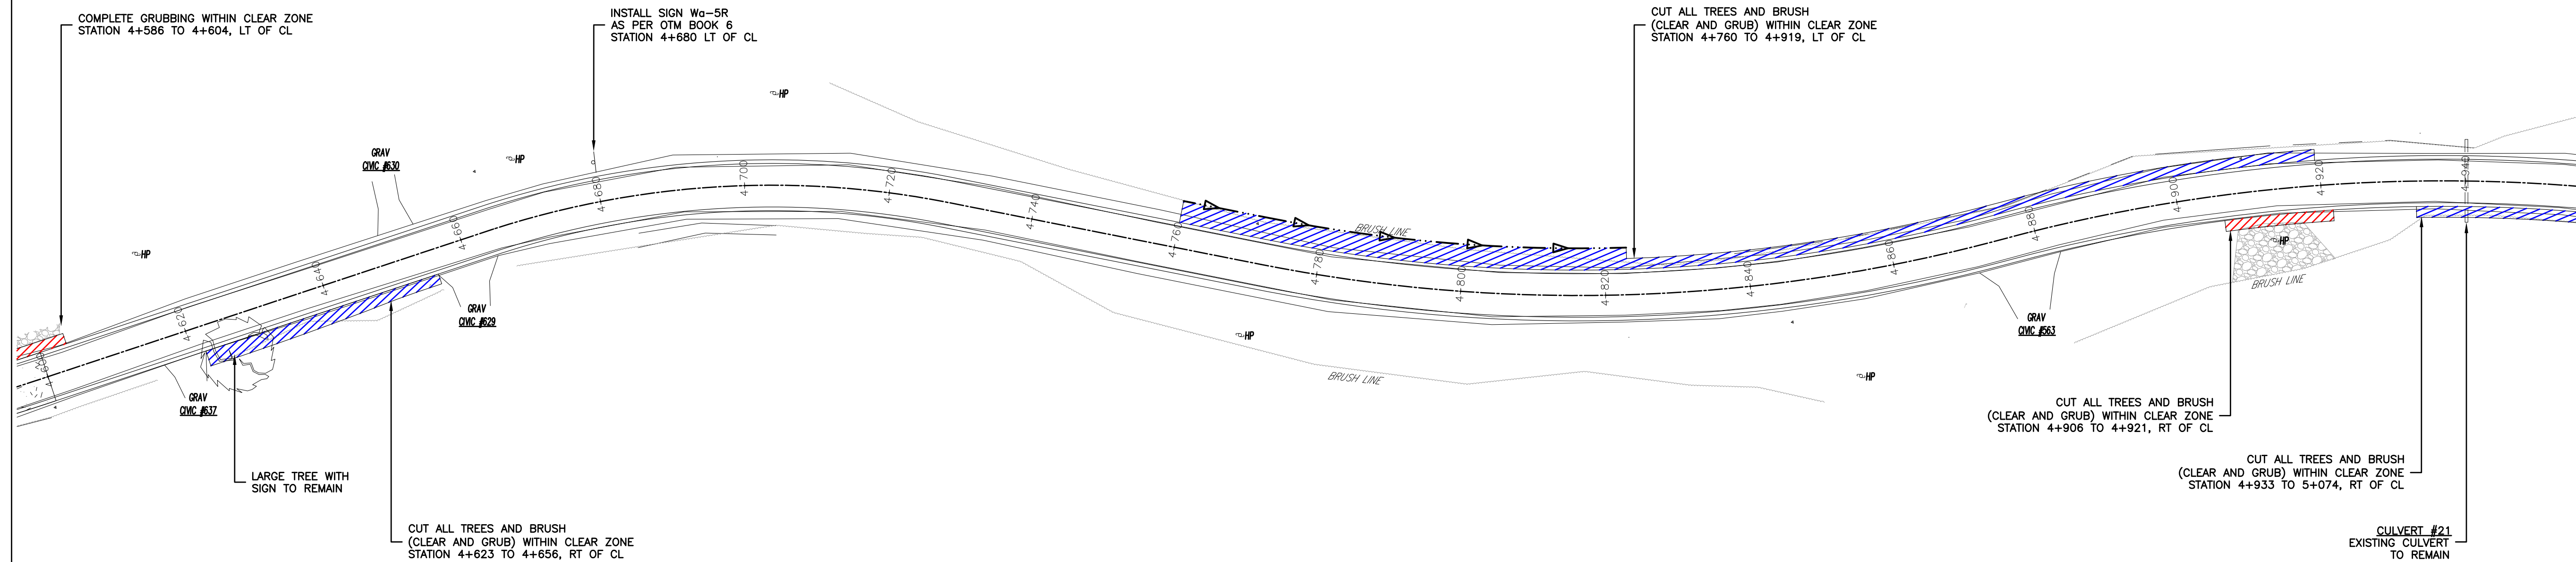 COMPLETE GRUBBING WITHIN CLEAR ZONE
STATION 4+586 TO 4+604, LT OF CL
INSTALL SIGN Wa-5R
AS PER OTM BOOK 6
STATION 4+680 LT OF CL
CUT ALL TREES AND BRUSH
(CLEAR AND GRUB) WITHIN CLEAR ZONE
STATION 4+760 TO 4+919, LT OF CL
HP
HP
HP
GRAV
CIVIC #630
4+620
4+640
4+660
4+680
4+700
4+720
4+740
4+760
4+780
4+800
4+820
4+840
4+860
4+880
4+900
4+920
4+940
BRUSH LINE
GRAV
CIVIC #629
GRAV
CIVIC #637
HP
BRUSH LINE
HP
GRAV
CIVIC #563
HP
BRUSH LINE
LARGE TREE WITH
SIGN TO REMAIN
CUT ALL TREES AND BRUSH
(CLEAR AND GRUB) WITHIN CLEAR ZONE
STATION 4+623 TO 4+656, RT OF CL
CUT ALL TREES AND BRUSH
(CLEAR AND GRUB) WITHIN CLEAR ZONE
STATION 4+906 TO 4+921, RT OF CL
CUT ALL TREES AND BRUSH
(CLEAR AND GRUB) WITHIN CLEAR ZONE
STATION 4+933 TO 5+074, RT OF CL
CULVERT #21
EXISTING CULVERT
TO REMAIN